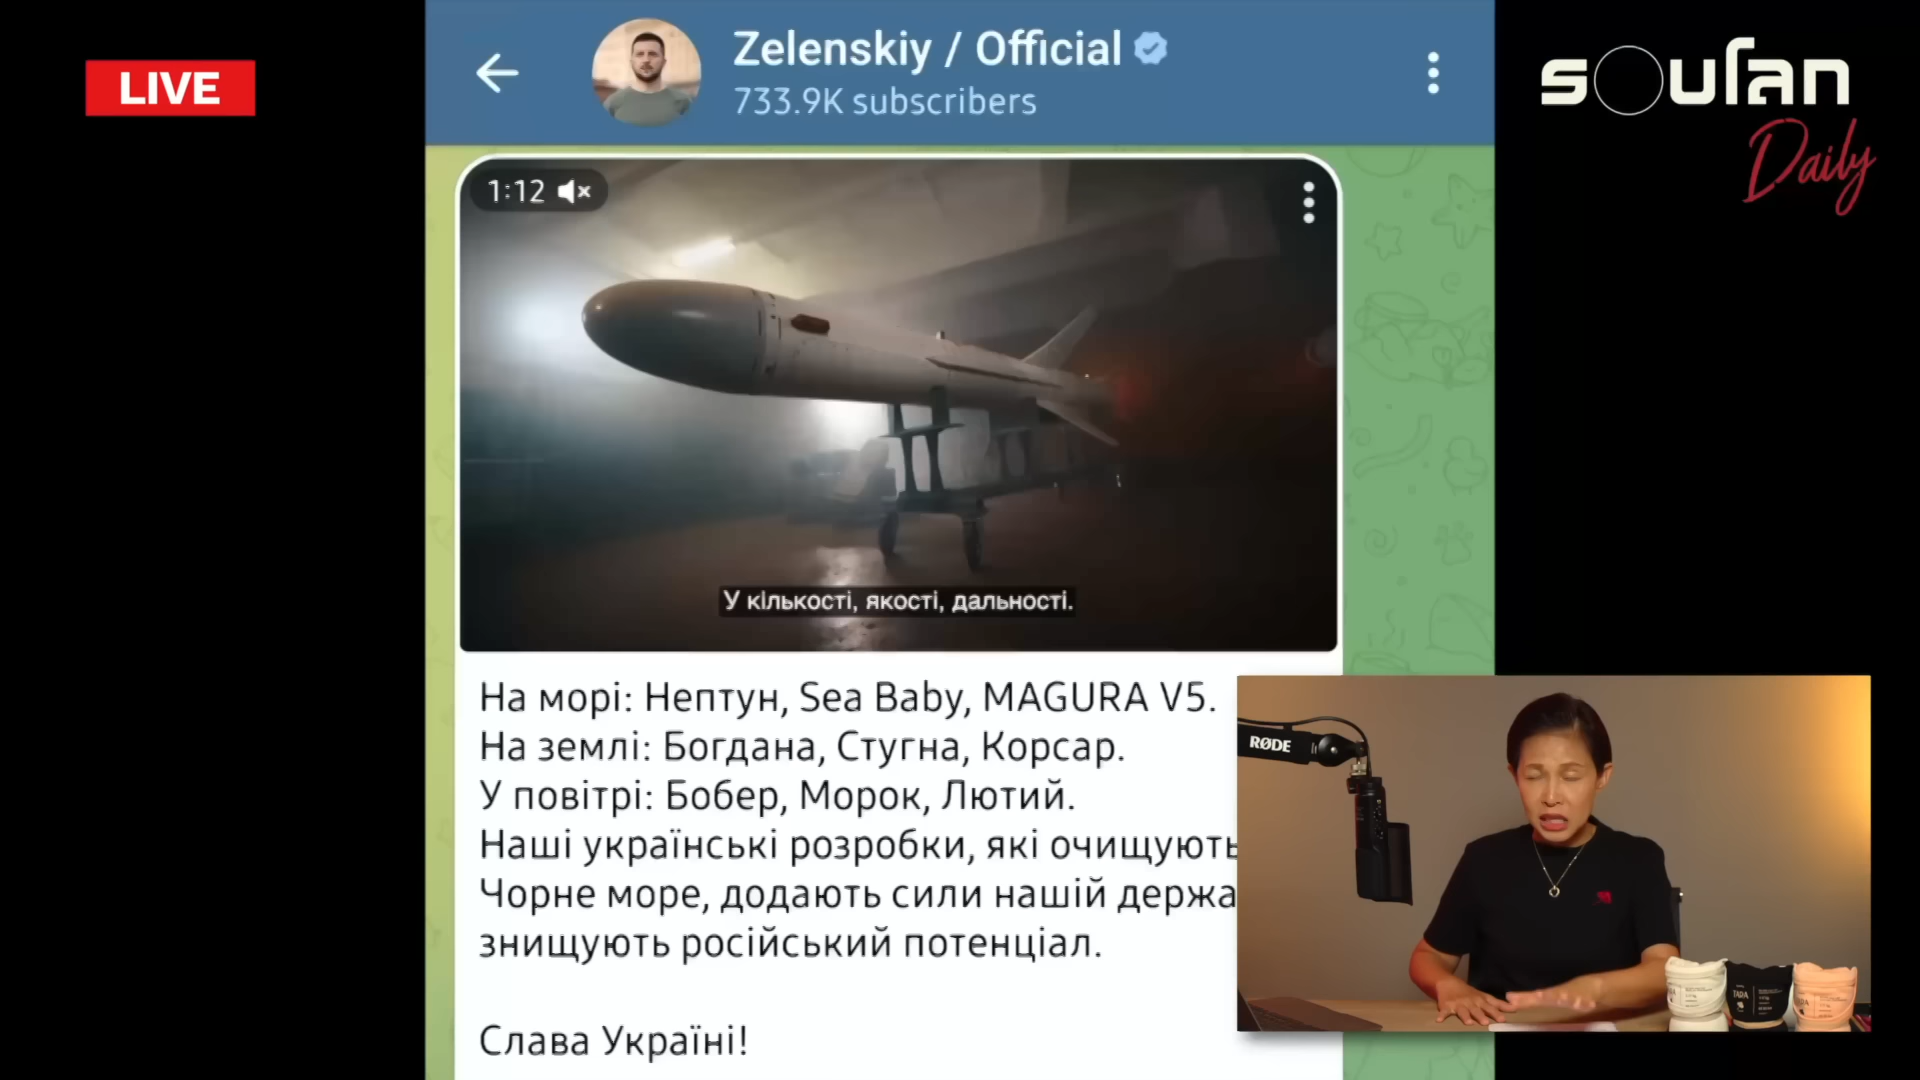 LIVE
Zelenskiy / Official
733.9K subscribers
soufan
Daily
1:12
У кількості, якості, дальності.
На морі: Нептун, Sea Baby, MAGURA V5.
На землі: Богдана, Стугна, Корсар.
У повітрі: Бобер, Морок, Лютий.
Наші українські розробки, які очищують
Чорне море, додають сили нашій держа
знищують російський потенціал.
Слава Україні!
RØDE
TARA